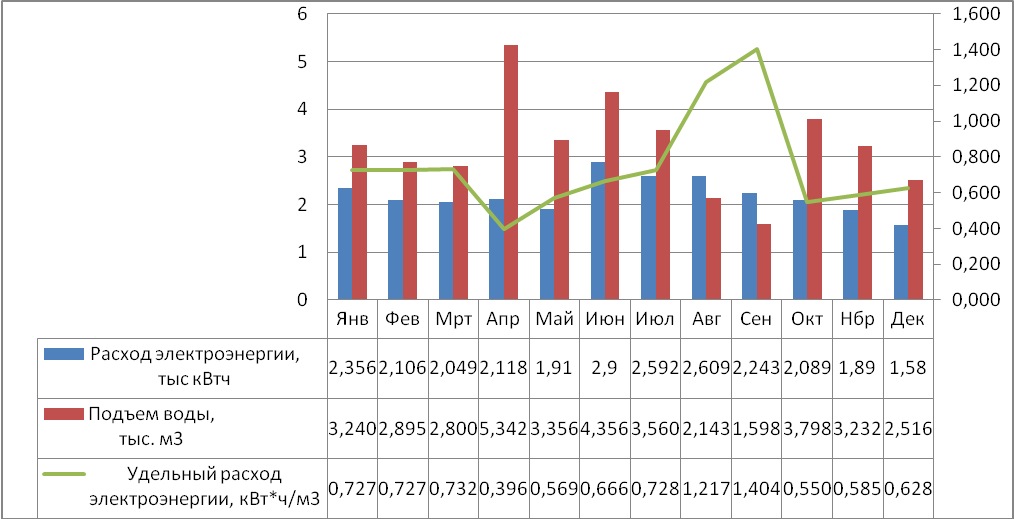 6
5
4
3
2
1
0
1,600
1,400
1,200
1,000
0,800
0,600
0,400
0,200
0,000
Янв Фев Мрт Апр Май Июн Июл Авг Сен Окт Нбр Дек
Расход электроэнергии,
тыс кВтч
2,356 2,106 2,049 2,118 1,91 2,9 2,592 2,609 2,243 2,089 1,89 1,58
Подъем воды,
тыс. м3
3,240 2,895 2,800 5,342 3,356 4,356 3,560 2,143 1,598 3,798 3,232 2,516
Удельный расход
электроэнергии, кВт*ч/м3
0,727 0,727 0,732 0,396 0,569 0,666 0,728 1,217 1,404 0,550 0,585 0,628